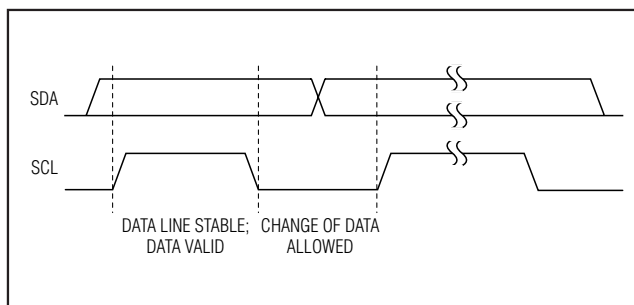 SDA
SCL
DATA LINE STABLE;
DATA VALID
CHANGE OF DATA
ALLOWED